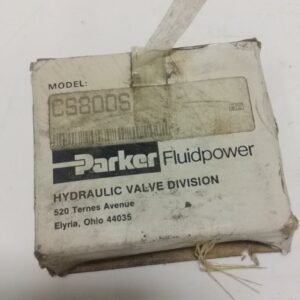 MODEL:
CS800S
Parker Fluidpower
HYDRAULIC VALVE DIVISION
520 Ternes Avenue
Elyria, Ohio 44035